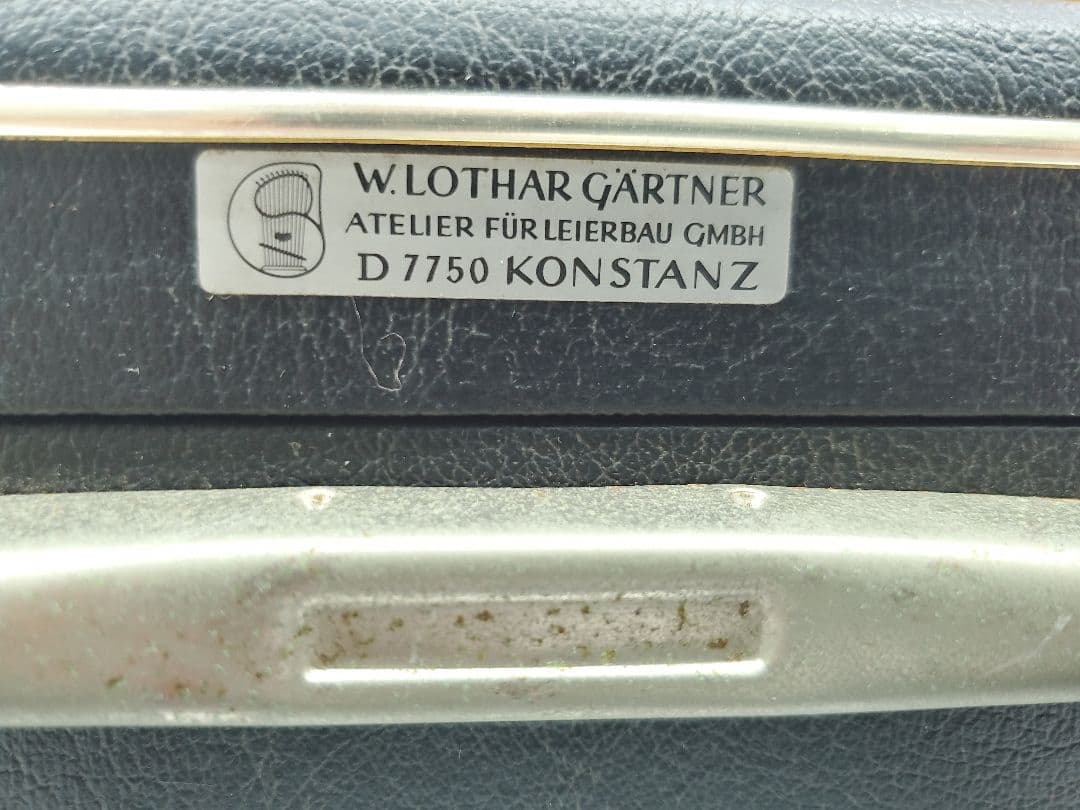 W. LOTHAR GÄRTNER
ATELIER FÜR LEIERBAU GMBH
D 7750 KONSTANZ